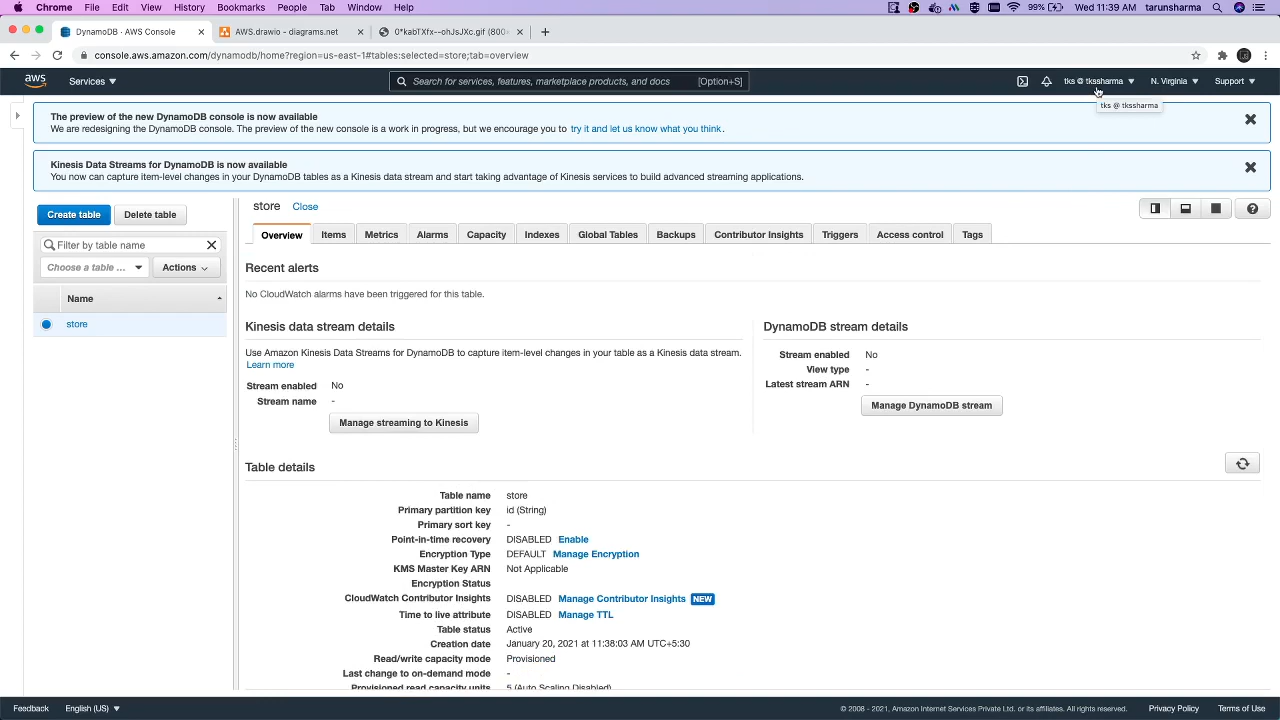 Chrome File Edit View History Bookmarks People Tab Window Help 99% Wed 11:39 AM tarunsharma
DynamoDB · AWS Console AWS.drawio - diagrams.net 0*kabTXfx--ohJsJXc.gif (800×
console.aws.amazon.com/dynamodb/home?region=us-east-1#tables:selected=store;tab=overview
aws Services Search for services, features, marketplace products, and docs [Option+S] tks @ tkssharma N. Virginia Support
tks @ tkssharma
The preview of the new DynamoDB console is now available
We are redesigning the DynamoDB console. The preview of the new console is a work in progress, but we encourage you to try it and let us know what you think.
Kinesis Data Streams for DynamoDB is now available
You now can capture item-level changes in your DynamoDB tables as a Kinesis data stream and start taking advantage of Kinesis services to build advanced streaming applications.
Create table Delete table
Filter by table name
Choose a table ... Actions
Name
store
store Close
Overview Items Metrics Alarms Capacity Indexes Global Tables Backups Contributor Insights Triggers Access control Tags
Recent alerts
No CloudWatch alarms have been triggered for this table.
Kinesis data stream details
Use Amazon Kinesis Data Streams for DynamoDB to capture item-level changes in your table as a Kinesis data stream.
Learn more
Stream enabled No
Stream name -
Manage streaming to Kinesis
DynamoDB stream details
Stream enabled No
View type -
Latest stream ARN -
Manage DynamoDB stream
Table details
Table name store
Primary partition key id (String)
Primary sort key -
Point-in-time recovery DISABLED Enable
Encryption Type DEFAULT Manage Encryption
KMS Master Key ARN Not Applicable
Encryption Status
CloudWatch Contributor Insights DISABLED Manage Contributor Insights NEW
Time to live attribute DISABLED Manage TTL
Table status Active
Creation date January 20, 2021 at 11:38:03 AM UTC+5:30
Read/write capacity mode Provisioned
Last change to on-demand mode -
Provisioned read capacity units 5 (Auto Scaling Disabled)
Feedback English (US) © 2008 - 2021, Amazon Internet Services Private Ltd. or its affiliates. All rights reserved. Privacy Policy Terms of Use